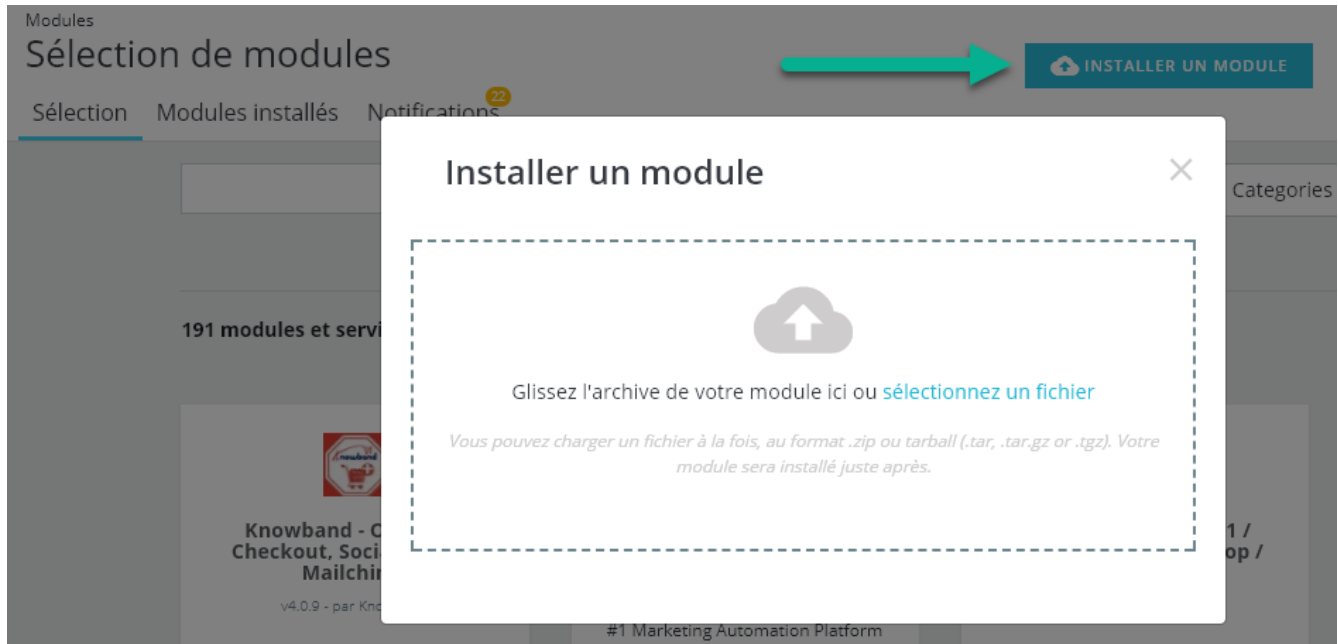 Modules
Sélection de modules
INSTALLER UN MODULE
Sélection Modules installés Notifications 22
Installer un module
Categories
191 modules et servi
Glissez l'archive de votre module ici ou sélectionnez un fichier
Vous pouvez charger un fichier à la fois, au format .zip ou tarball (.tar, .tar.gz or .tgz). Votre
module sera installé juste après.
Knowband - O
Checkout, Soci
Mailchi
v4.0.9 - par Kno
1 /
op /
#1 Marketing Automation Platform